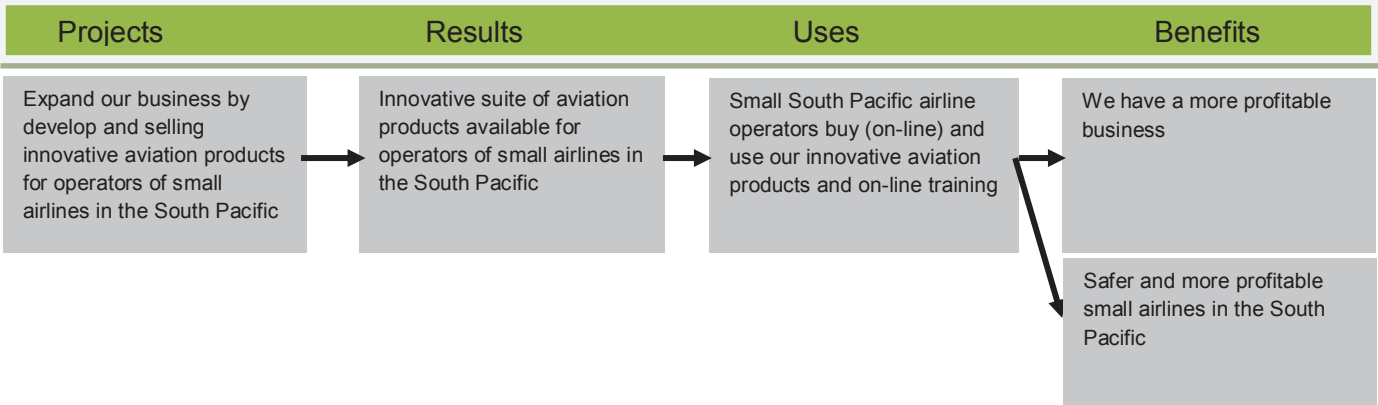 Projects
Results
Uses
Benefits
Expand our business by
develop and selling
innovative aviation products
for operators of small
airlines in the South Pacific
Innovative suite of aviation
products available for
operators of small airlines in
the South Pacific
Small South Pacific airline
operators buy (on-line) and
use our innovative aviation
products and on-line training
We have a more profitable
business
Safer and more profitable
small airlines in the South
Pacific